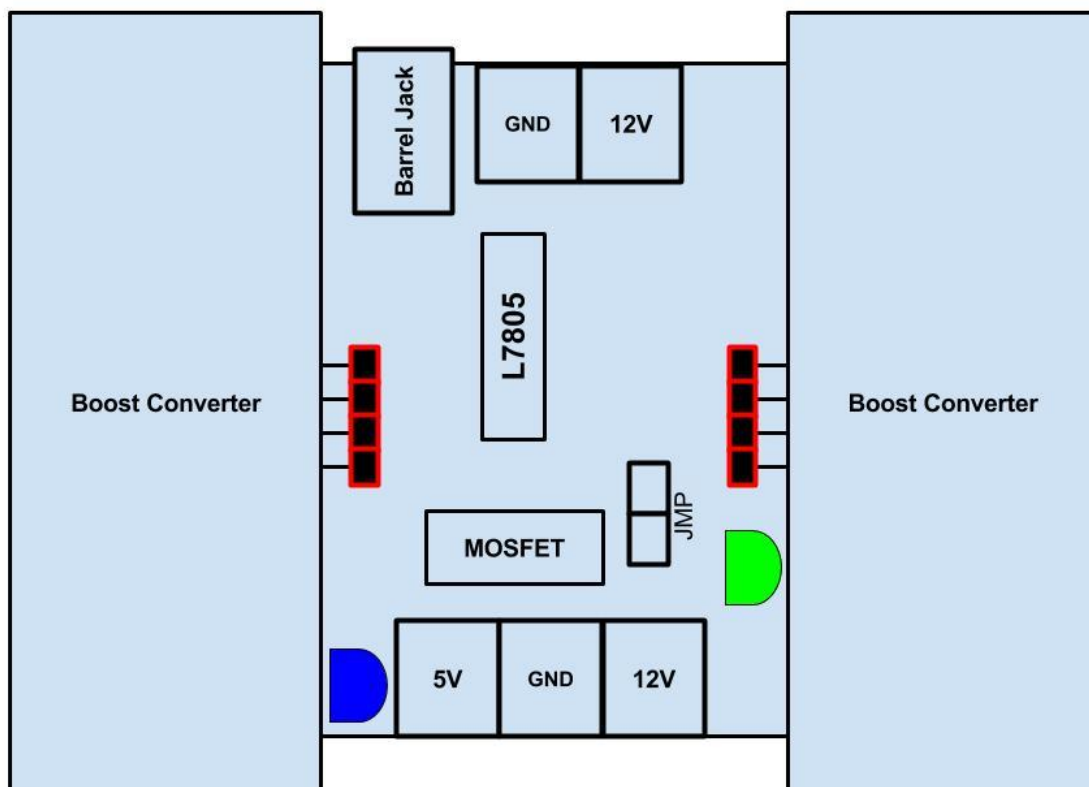 Barrel Jack
GND
12V
L7805
Boost Converter
Boost Converter
JMP
MOSFET
5V
GND
12V